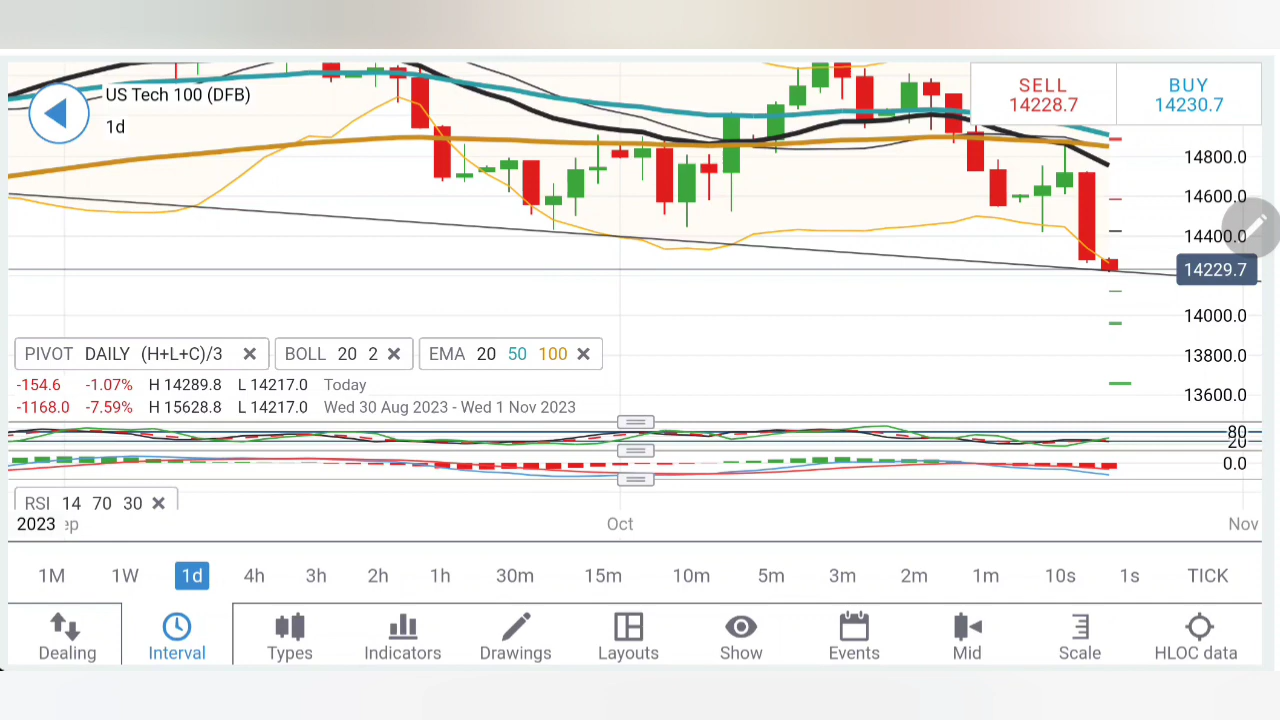 US Tech 100 (DFB)
1d
SELL
14228.7
BUY
14230.7
14800.0
14600.0
14400.0
14229.7
14000.0
13800.0
13600.0
PIVOT DAILY (H+L+C)/3
BOLL 20 2
EMA 20 50 100
-154.6 -1.07% H 14289.8 L 14217.0 Today
-1168.0 -7.59% H 15628.8 L 14217.0 Wed 30 Aug 2023 - Wed 1 Nov 2023
80
20
0.0
RSI 14 70 30
2023 ep Oct Nov
1M 1W 1d 4h 3h 2h 1h 30m 15m 10m 5m 3m 2m 1m 10s 1s TICK
Dealing Interval Types Indicators Drawings Layouts Show Events Mid Scale HLOC data